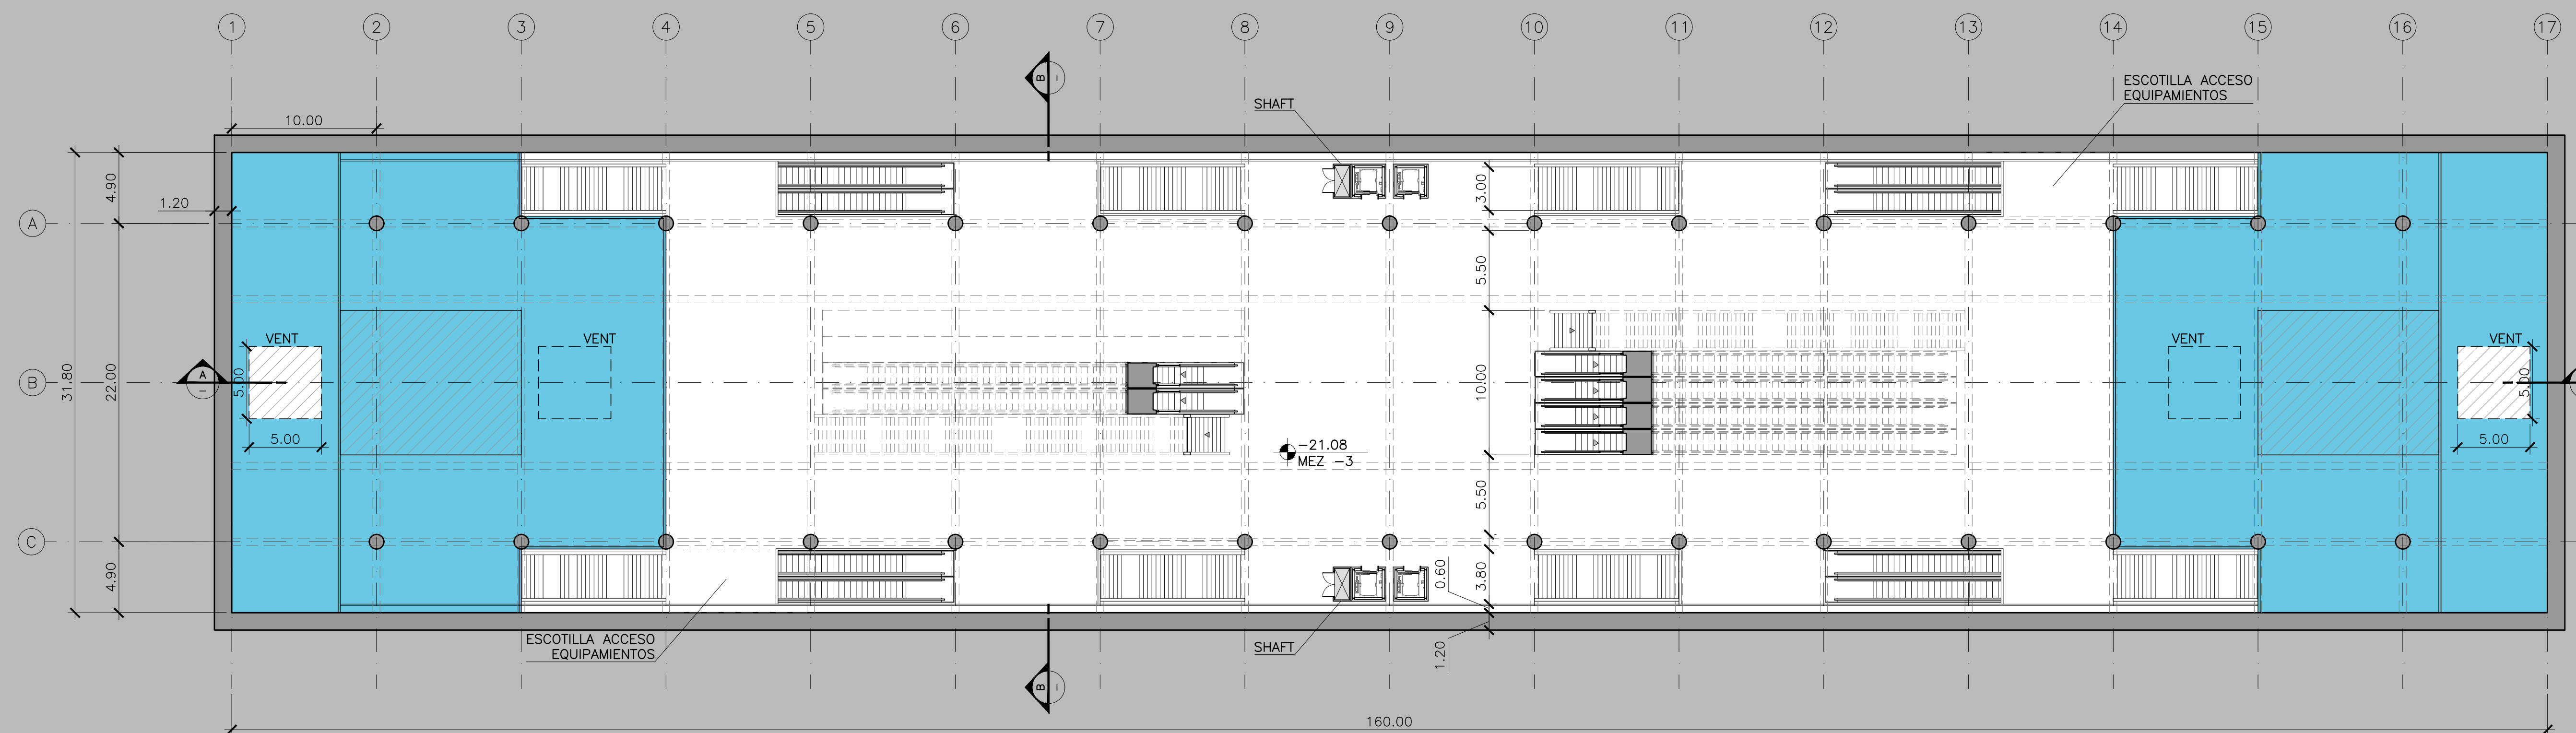 1 2 3 4 5 6 7 8 9 10 11 12 13 14 15 16 17
B
ESCOTILLA ACCESO
EQUIPAMIENTOS
SHAFT
10.00
4.90
1.20
3.00
A
5.50
VENT
VENT
VENT
VENT
A
B
31.80
22.00
5.00
10.00
5.00
5.00
-21.08
MEZ -3
5.00
5.50
C
4.90
0.60
3.80
ESCOTILLA ACCESO
EQUIPAMIENTOS
SHAFT
1.20
B
160.00